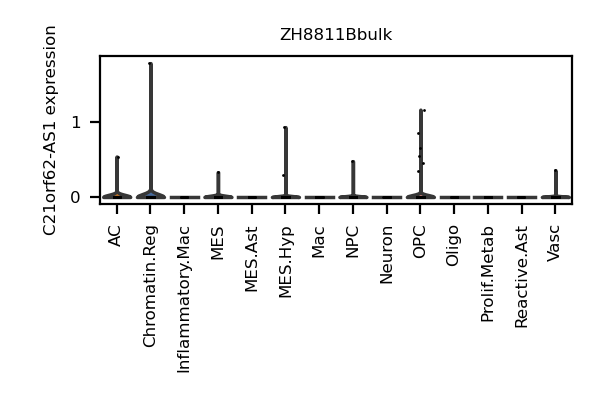 ZH8811Bbulk
C21orf62-AS1 expression
1
0
AC
Chromatin.Reg
Inflammatory.Mac
MES
MES.Ast
MES.Hyp
Mac
NPC
Neuron
OPC
Oligo
Prolif.Metab
Reactive.Ast
Vasc